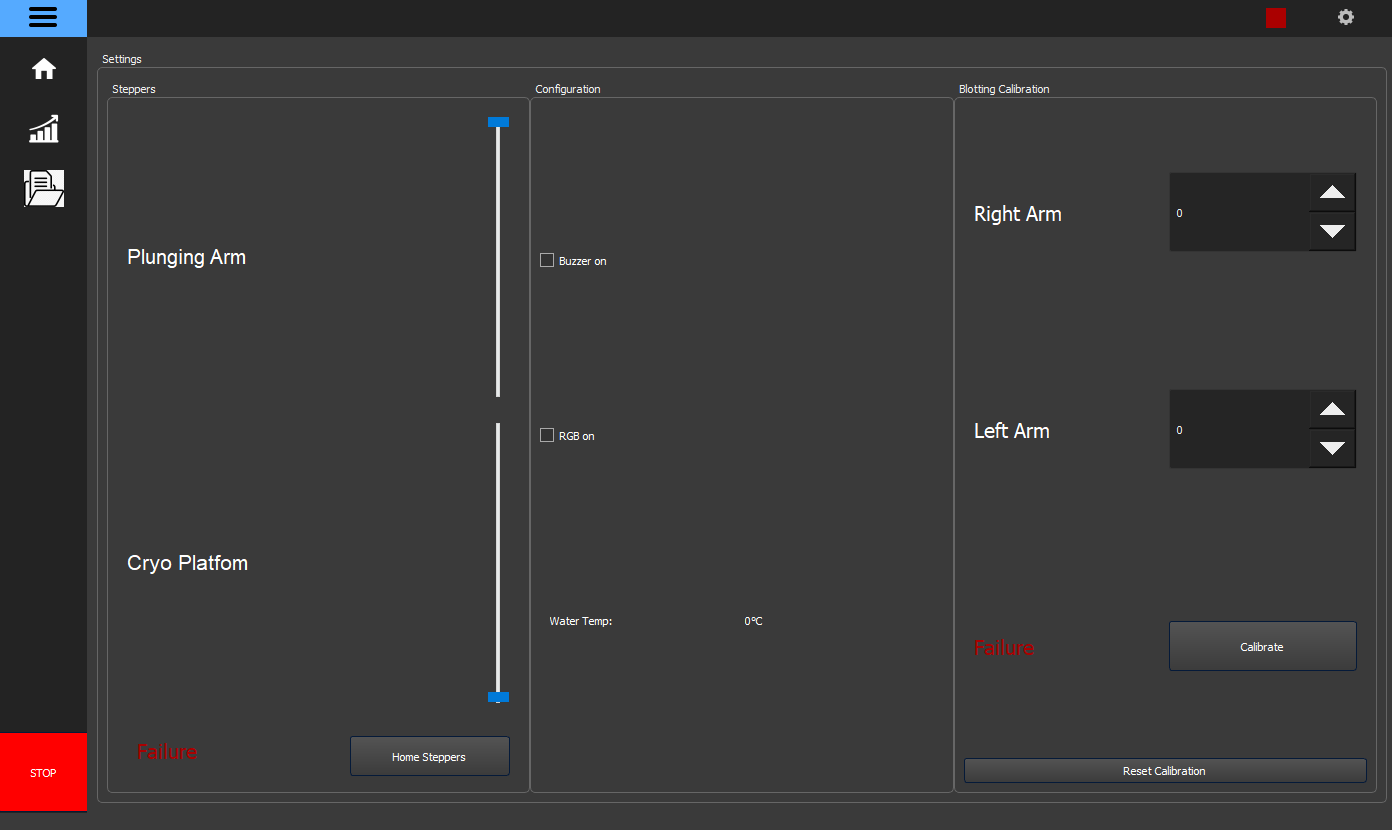 Settings
Steppers
Configuration
Blotting Calibration
Plunging Arm
Buzzer on
Right Arm
0
RGB on
Left Arm
0
Cryo Platfom
Water Temp:
0°C
Failure
Calibrate
Failure
Home Steppers
STOP
Reset Calibration